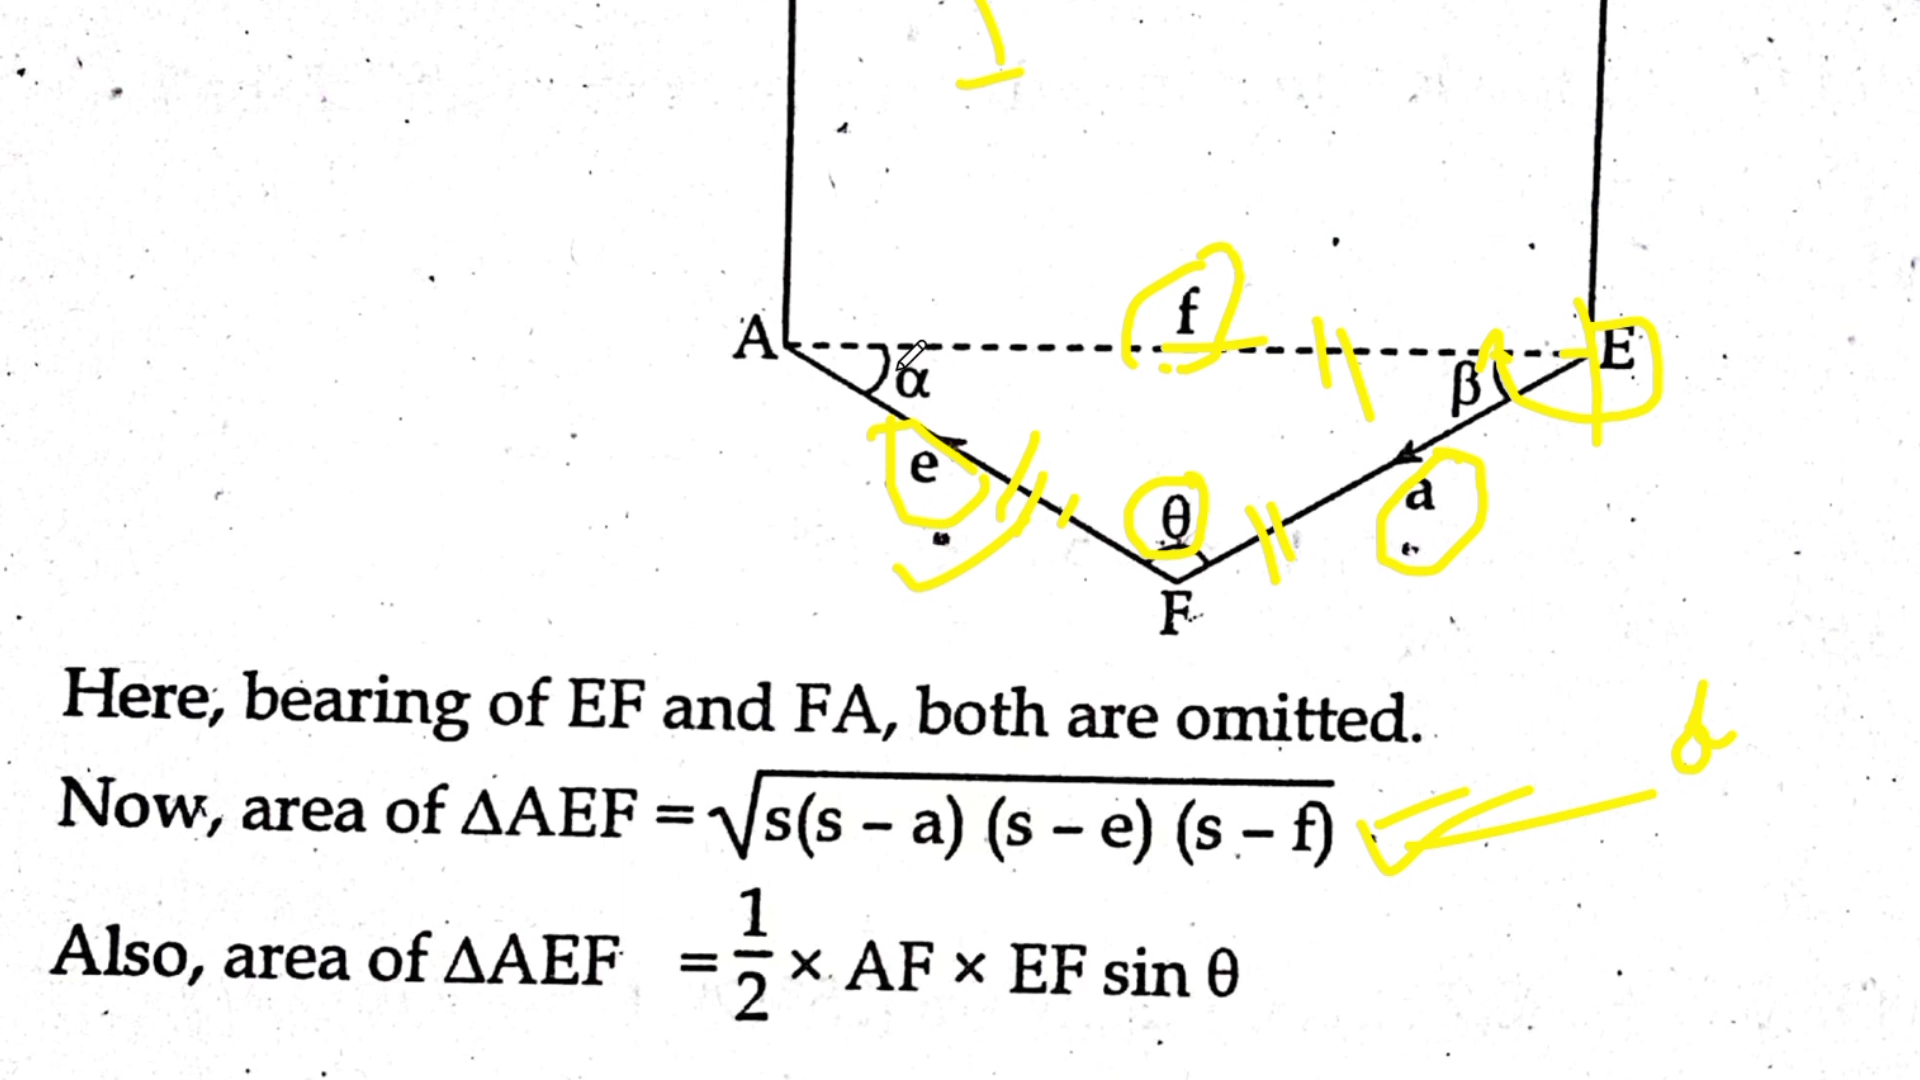 f
A
E
α
β
e
a
θ
F
Here, bearing of EF and FA, both are omitted.
Now, area of ΔAEF = √s(s – a) (s – e) (s – f)
Also, area of ΔAEF = 1/2 × AF × EF sin θ